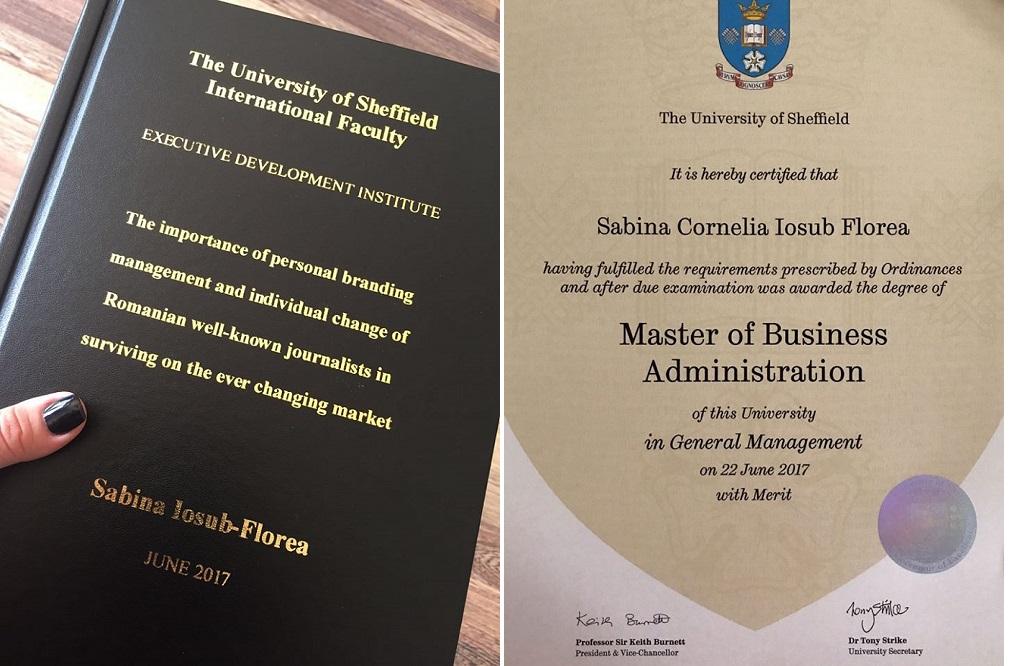 The University of Sheffield
International Faculty
EXECUTIVE DEVELOPMENT INSTITUTE
The importance of personal branding
management and individual change of
Romanian well-known journalists in
surviving on the ever changing market
Sabina Iosub-Florea
JUNE 2017
The University of Sheffield
It is hereby certified that
Sabina Cornelia Iosub Florea
having fulfilled the requirements prescribed by Ordinances
and after due examination was awarded the degree of
Master of Business
Administration
of this University
in General Management
on 22 June 2017
with Merit
Keith Burnett
Tony Strike
Professor Sir Keith Burnett
President & Vice-Chancellor
Dr Tony Strike
University Secretary